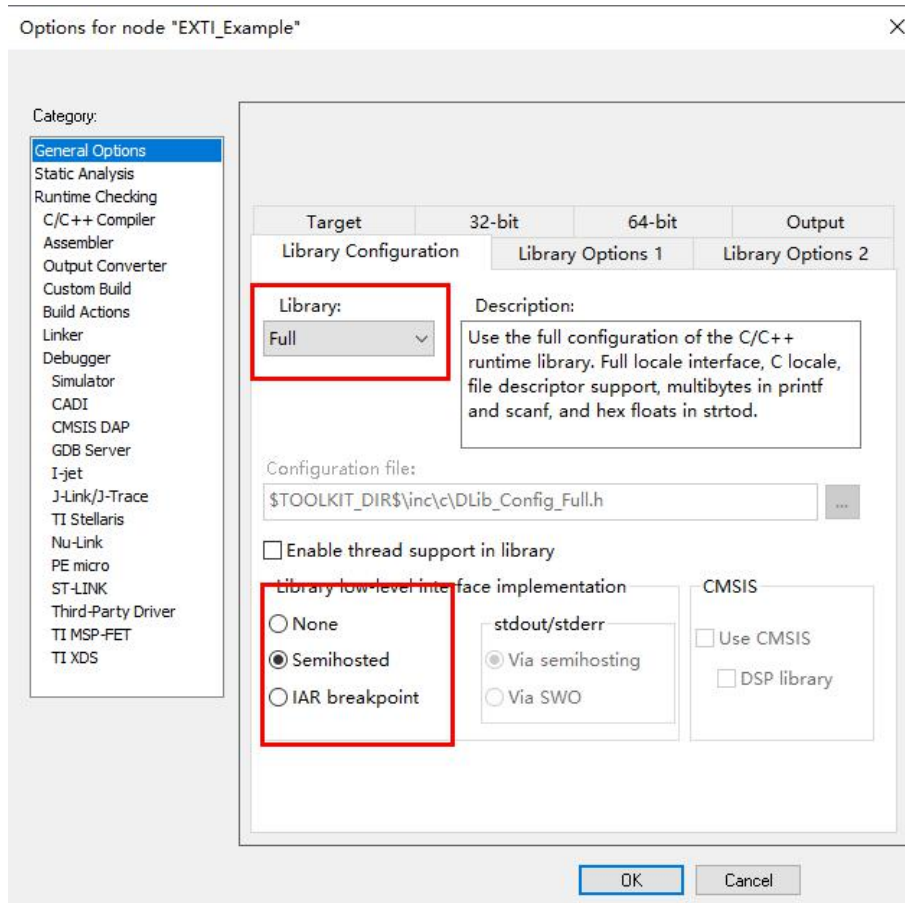 Options for node "EXTI_Example"
Category:
General Options
Static Analysis
Runtime Checking
C/C++ Compiler
Assembler
Output Converter
Custom Build
Build Actions
Linker
Debugger
Simulator
CADI
CMSIS DAP
GDB Server
I-jet
J-Link/J-Trace
TI Stellaris
Nu-Link
PE micro
ST-LINK
Third-Party Driver
TI MSP-FET
TI XDS
Target 32-bit 64-bit Output
Library Configuration Library Options 1 Library Options 2
Library:
Full
Description:
Use the full configuration of the C/C++
runtime library. Full locale interface, C locale,
file descriptor support, multibytes in printf
and scanf, and hex floats in strtod.
Configuration file:
$TOOLKIT_DIR$\inc\c\DLib_Config_Full.h
...
Enable thread support in library
Library low-level interface implementation
None
Semihosted
IAR breakpoint
stdout/stderr
Via semihosting
Via SWO
CMSIS
Use CMSIS
DSP library
OK Cancel